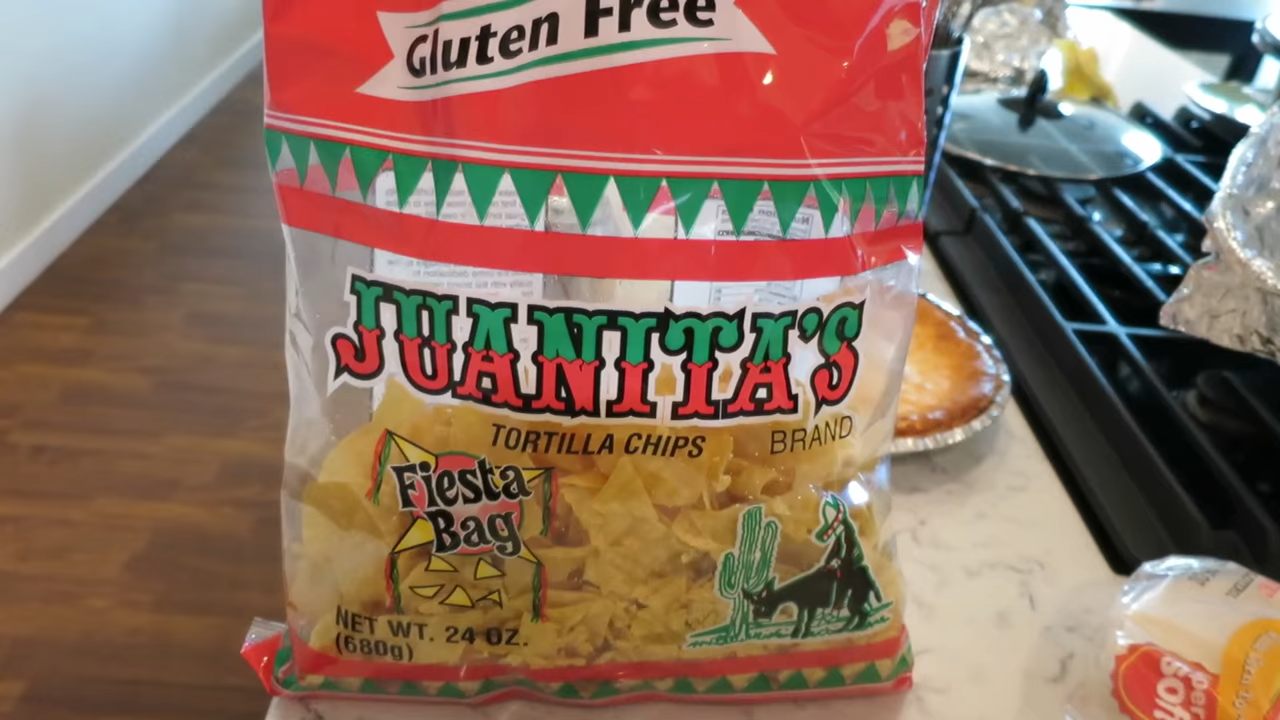 Gluten Free
JUANITA'S
TORTILLA CHIPS BRAND
Fiesta
Bag
NET WT. 24 OZ.
(680g)